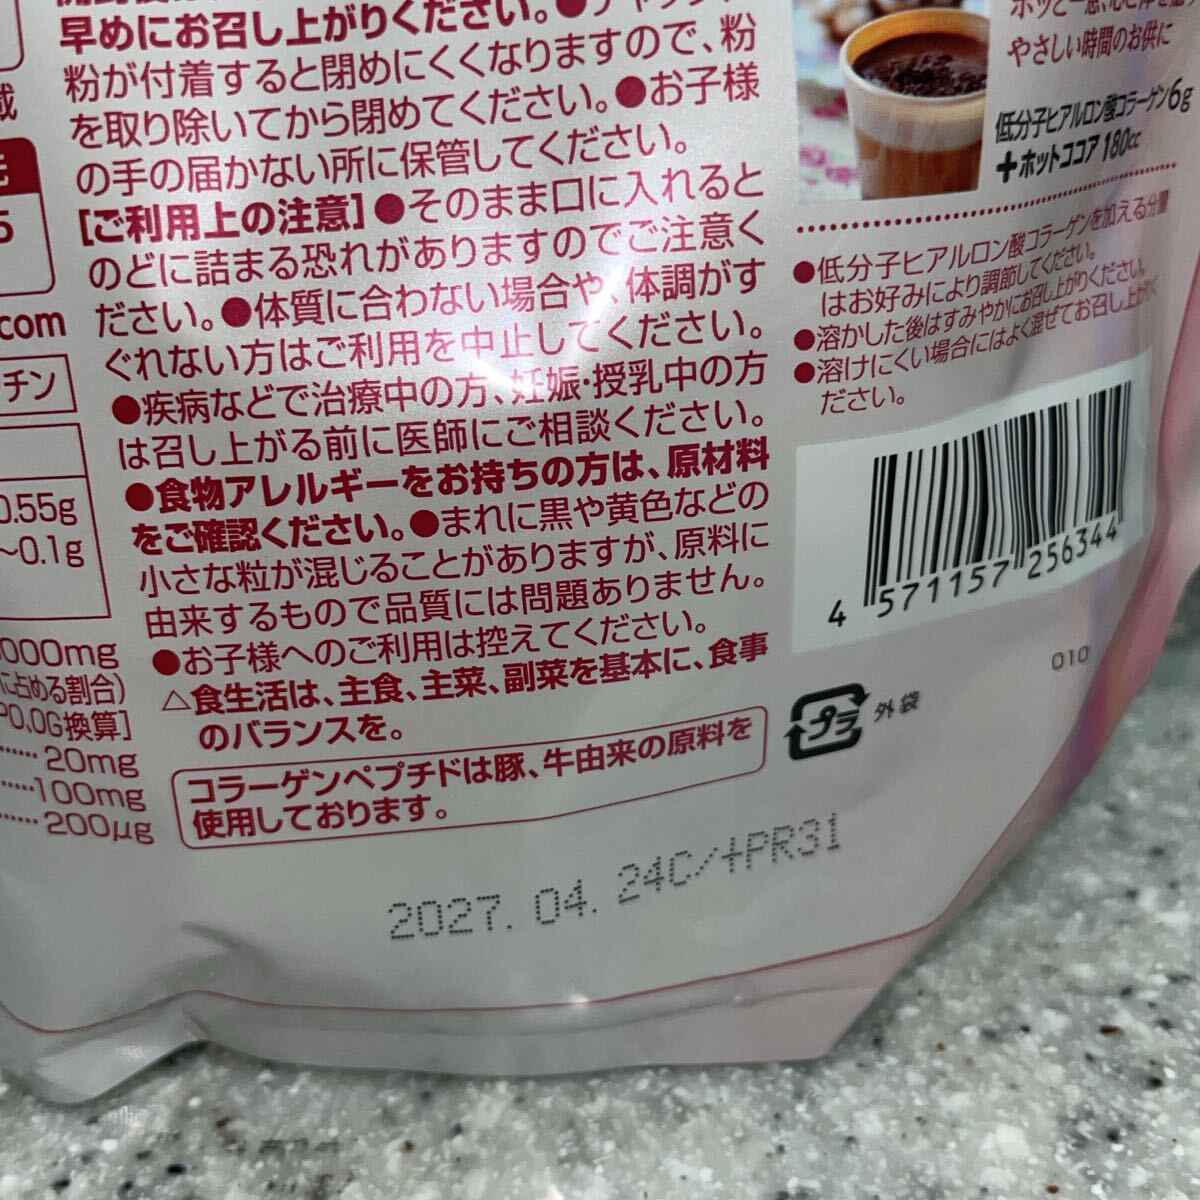 早めにお召し上がりください。●チャック
粉が付着すると閉めにくくなりますので、粉
を取り除いてから閉めてください。●お子様
の手の届かない所に保管してください。
[ご利用上の注意]●そのまま口に入れると
のどに詰まる恐れがありますのでご注意く
ださい。●体質に合わない場合や、体調がす
ぐれない方はご利用を中止してください。
●疾病などで治療中の方、妊娠・授乳中の方
は召し上がる前に医師にご相談ください。
●食物アレルギーをお持ちの方は、原材料
をご確認ください。●まれに黒や黄色などの
小さな粒が混じることがありますが、原料に
由来するもので品質には問題ありません。
●お子様へのご利用は控えてください。
△食生活は、主食、主菜、副菜を基本に、食事
のバランスを。
コラーゲンペプチドは豚、牛由来の原料を
使用しております。
2027.04.24C/+PR31
5
.com
チン
0.55g
~0.1g
000mg
に占める割合)
PO,OG換算]
20mg
100mg
200μg
やさしい時間のお供に
低分子ヒアルロン酸コラーゲン6g
+ホットココア 180cc
●低分子ヒアルロン酸コラーゲンを加える分量
はお好みにより調節してください。
●溶かした後はすみやかにお召し上がりください。
●溶けにくい場合にはよく混ぜてお召し上がり
ください。
4 571157 256344
010
プラ
外袋